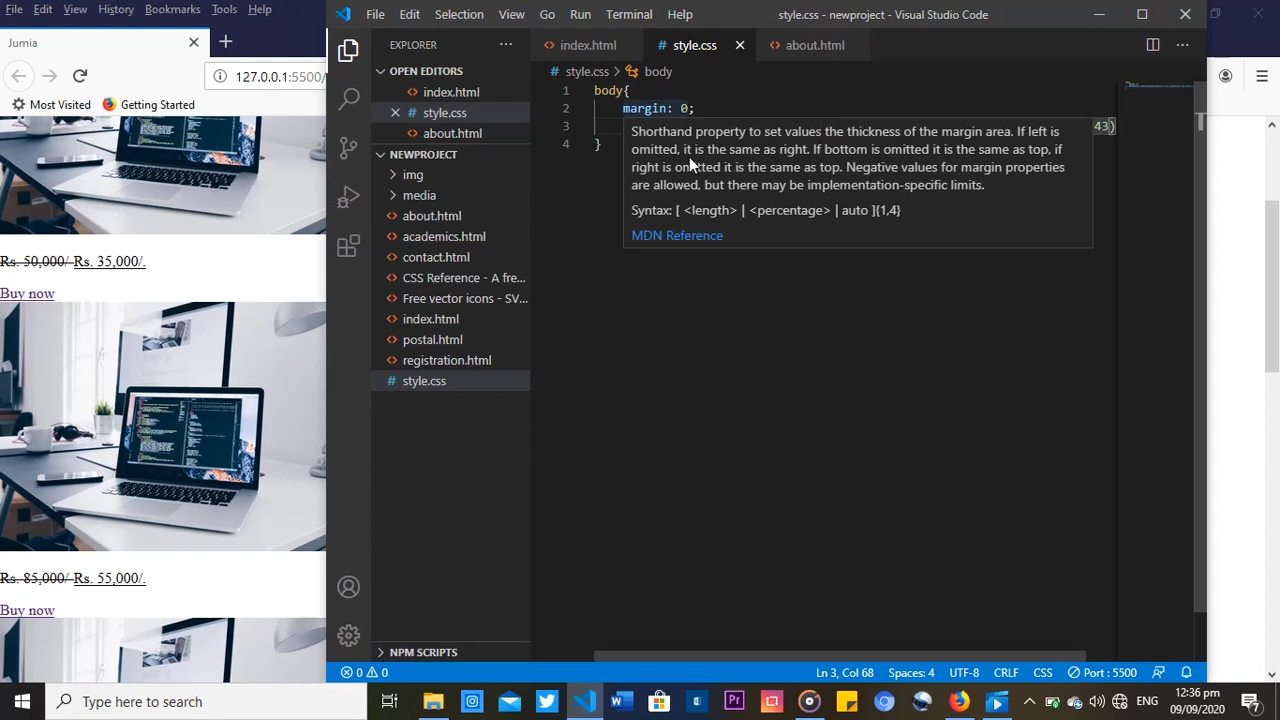 File Edit View History Bookmarks Tools Help
Jumia
127.0.0.1:5500/
Most Visited Getting Started
Rs. 50,000/- Rs. 35,000/.
Buy now
Rs. 85,000/- Rs. 55,000/.
Buy now
File Edit Selection View Go Run Terminal Help
style.css - newproject - Visual Studio Code
EXPLORER
OPEN EDITORS
index.html
style.css
about.html
NEWPROJECT
img
media
about.html
academics.html
contact.html
CSS Reference - A fre...
Free vector icons - SV...
index.html
postal.html
registration.html
style.css
NPM SCRIPTS
index.html style.css about.html
style.css body
1 body{
2 margin: 0;
3 43)
4 }
Shorthand property to set values the thickness of the margin area. If left is
omitted, it is the same as right. If bottom is omitted it is the same as top, if
right is omitted it is the same as top. Negative values for margin properties
are allowed, but there may be implementation-specific limits.
Syntax: [ <length> | <percentage> | auto ]{1,4}
MDN Reference
0 0 Ln 3, Col 68 Spaces: 4 UTF-8 CRLF CSS Port : 5500
Type here to search
ENG
12:36 pm
09/09/2020
7